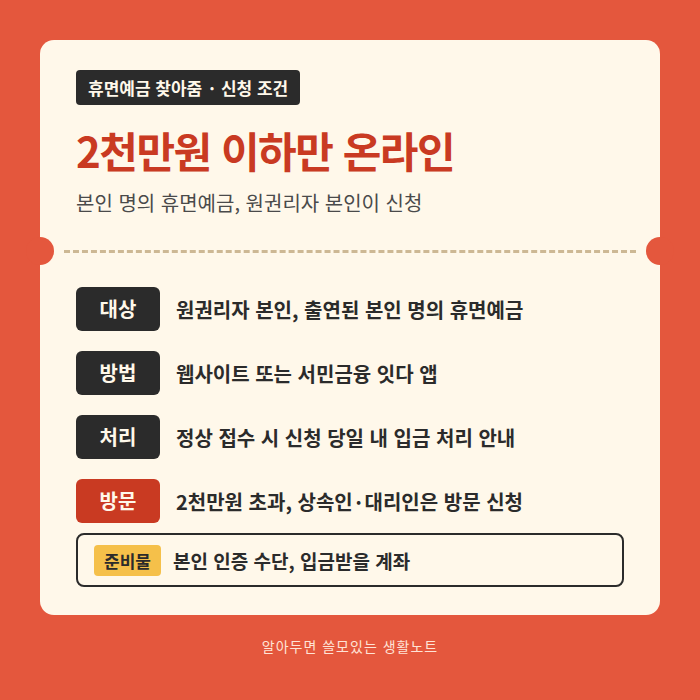 휴면예금 찾아줌 · 신청 조건
2천만원 이하만 온라인
본인 명의 휴면예금, 원권리자 본인이 신청
대상 원권리자 본인, 출연된 본인 명의 휴면예금
방법 웹사이트 또는 서민금융 잇다 앱
처리 정상 접수 시 신청 당일 내 입금 처리 안내
방문 2천만원 초과, 상속인·대리인은 방문 신청
준비물 본인 인증 수단, 입금받을 계좌
알아두면 쓸모있는 생활노트